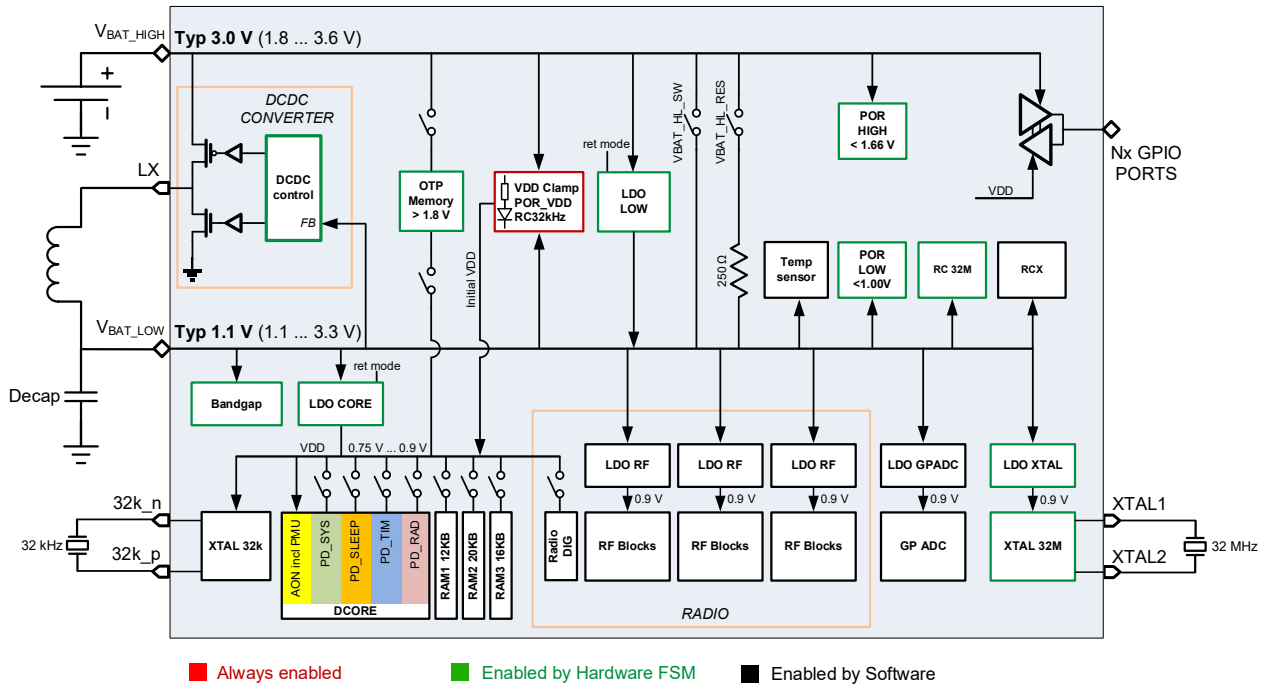 VBAT_HIGH
Typ 3.0 V (1.8 ... 3.6 V)
+
DCDC
CONVERTER
LX
DCDC
control
FB
OTP
Memory
> 1.8 V
VDD Clamp
POR_VDD
RC32kHz
ret mode
LDO
LOW
VBAT_HL_SW
VBAT_HL_RES
250 Ω
POR
HIGH
< 1.66 V
VDD
Nx GPIO
PORTS
Initial VDD
Temp
sensor
POR
LOW
<1.00V
RC 32M
RCX
VBAT_LOW
Typ 1.1 V (1.1 ... 3.3 V)
Decap
Bandgap
LDO CORE
ret mode
VDD
0.75 V ... 0.9 V
LDO RF
LDO RF
LDO RF
LDO GPADC
LDO XTAL
0.9 V
0.9 V
0.9 V
0.9 V
0.9 V
32k_n
32 kHz
32k_p
XTAL 32k
AON incl PMU
PD_SYS
PD_SLEEP
PD_TIM
PD_RAD
DCORE
RAM1 12KB
RAM2 20KB
RAM3 16KB
Radio
DIG
RF Blocks
RF Blocks
RF Blocks
GP ADC
XTAL 32M
XTAL1
32 MHz
XTAL2
RADIO
Always enabled
Enabled by Hardware FSM
Enabled by Software